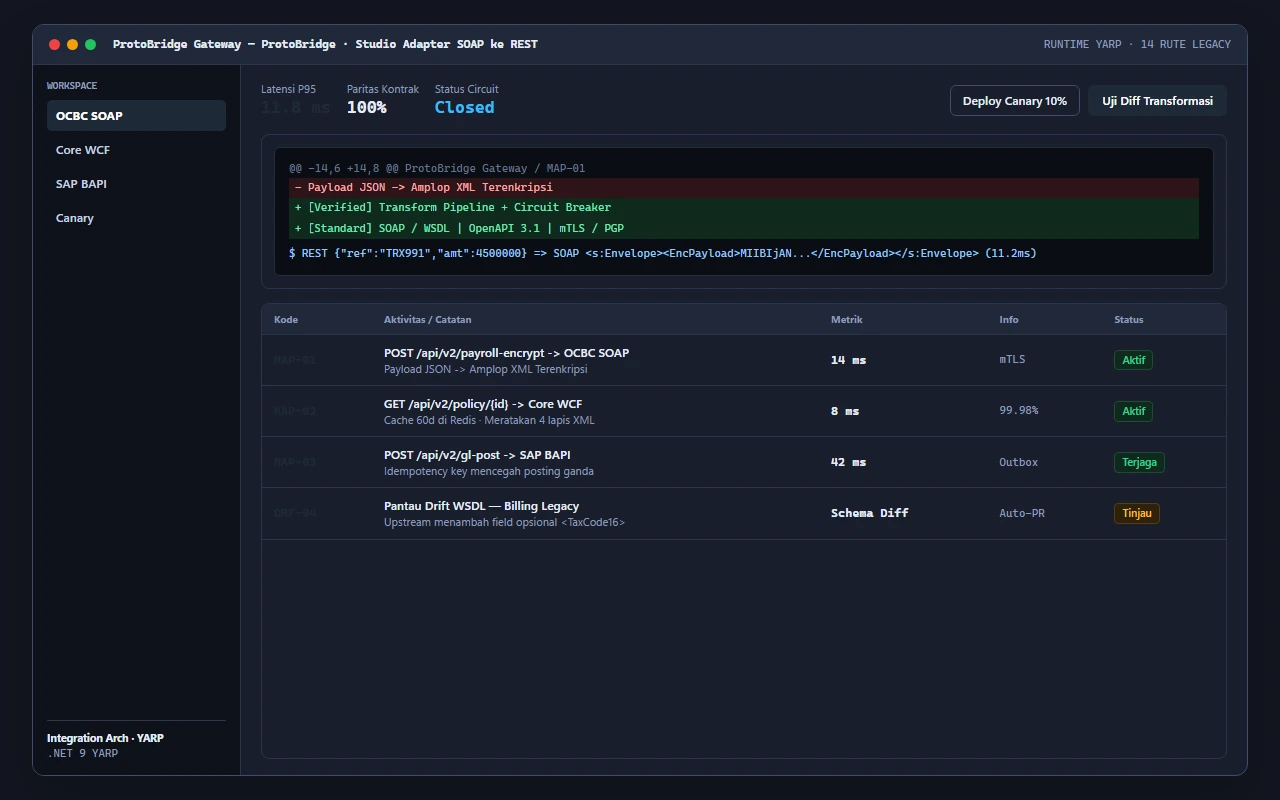 ProtoBridge Gateway — ProtoBridge · Studio Adapter SOAP ke REST
RUNTIME YARP · 14 RUTE LEGACY
WORKSPACE
OCBC SOAP
Core WCF
SAP BAPI
Canary
Integration Arch · YARP
.NET 9 YARP
Latensi P95
11.8 ms
Paritas Kontrak
100%
Status Circuit
Closed
Deploy Canary 10%
Uji Diff Transformasi
@@ -14,6 +14,8 @@ ProtoBridge Gateway / MAP-01
- Payload JSON -> Amplop XML Terenkripsi
+ [Verified] Transform Pipeline + Circuit Breaker
+ [Standard] SOAP / WSDL | OpenAPI 3.1 | mTLS / PGP
$ REST {"ref":"TRX991","amt":4500000} => SOAP <s:Envelope><EncPayload>MIIBIjAN...</EncPayload></s:Envelope> (11.2ms)
Kode Aktivitas / Catatan Metrik Info Status
MAP-01 POST /api/v2/payroll-encrypt -> OCBC SOAP 14 ms mTLS Aktif
Payload JSON -> Amplop XML Terenkripsi
GET /api/v2/policy/{id} -> Core WCF 8 ms 99.98% Aktif
Cache 60d di Redis · Meratakan 4 lapis XML
POST /api/v2/gl-post -> SAP BAPI 42 ms Outbox Terjaga
Idempotency key mencegah posting ganda
Pantau Drift WSDL — Billing Legacy Schema Diff Auto-PR Tinjau
Upstream menambah field opsional <TaxCode16>